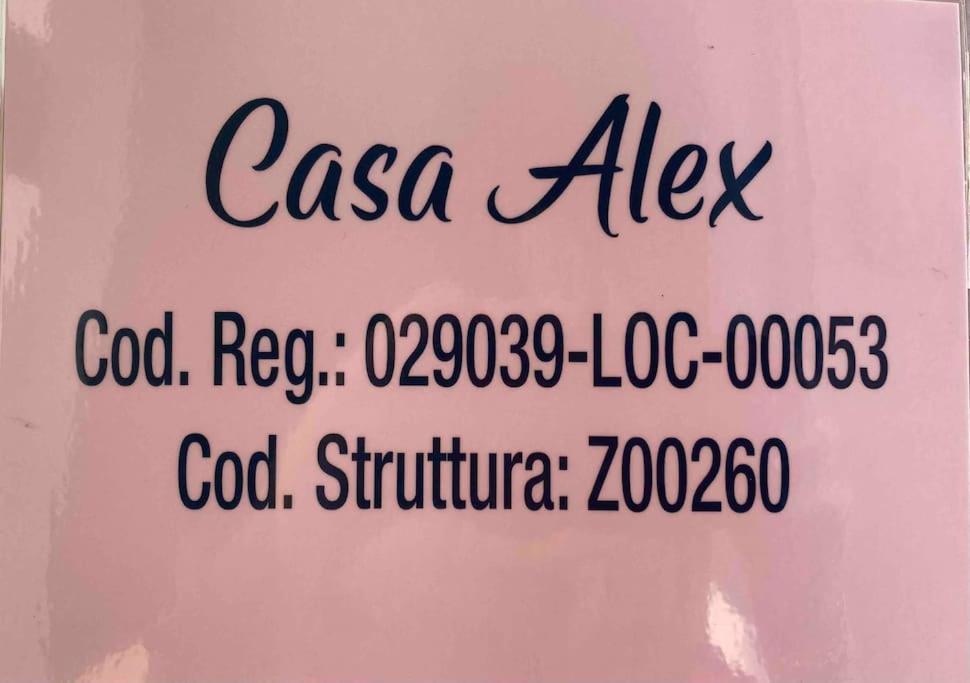 Casa Alex
Cod. Reg.: 029039-LOC-00053
Cod. Struttura: Z00260